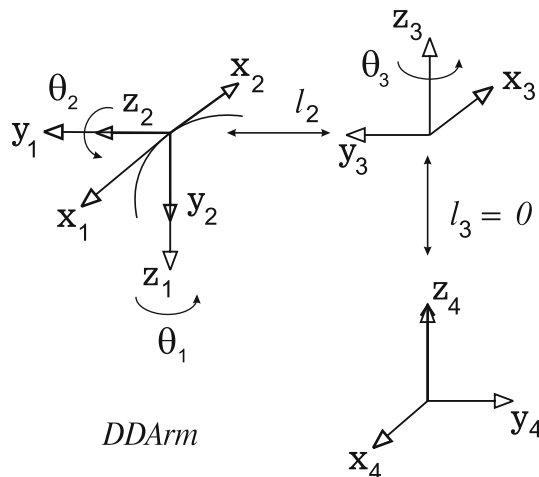 z3
θ3
x3
y3
x2
θ2
z2
y1
l2
x1
y2
z1
θ1
l3 = 0
z4
y4
x4
DDArm